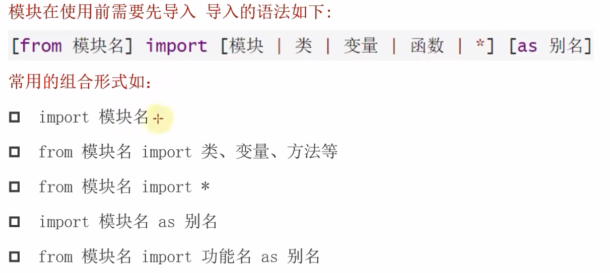 模块在使用前需要先导入 导入的语法如下:
[from 模块名] import [模块 | 类 | 变量 | 函数 | *] [as 别名]
常用的组合形式如：
import 模块名
from 模块名 import 类、变量、方法等
from 模块名 import *
import 模块名 as 别名
from 模块名 import 功能名 as 别名